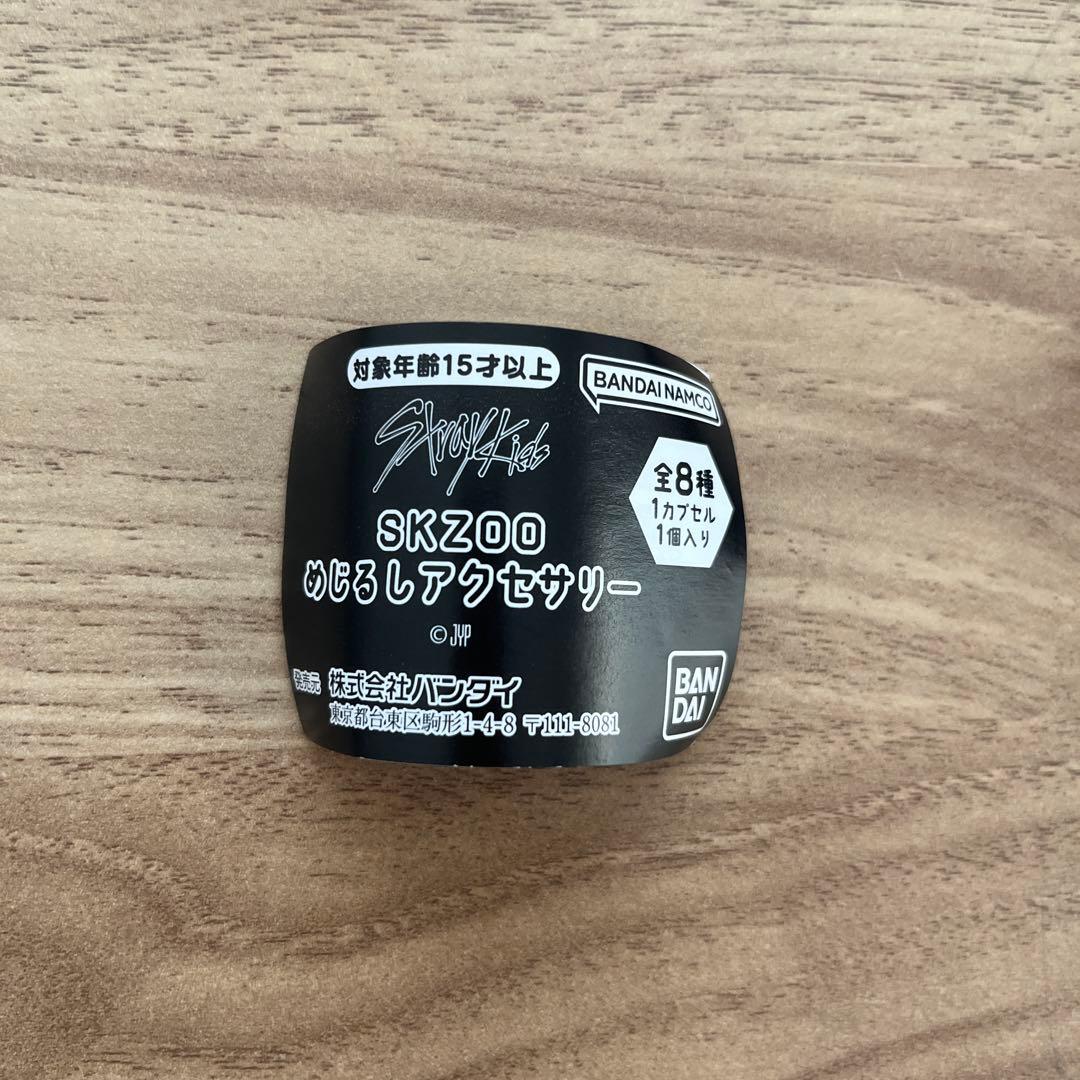 対象年齢15才以上
BANDAI NAMCO
Stray Kids
全8種
1カプセル
1個入り
SKZOO
めじるしアクセサリー
©JYP
発売元 株式会社バンダイ
東京都台東区駒形1-4-8 〒111-8081
BAN
DAI